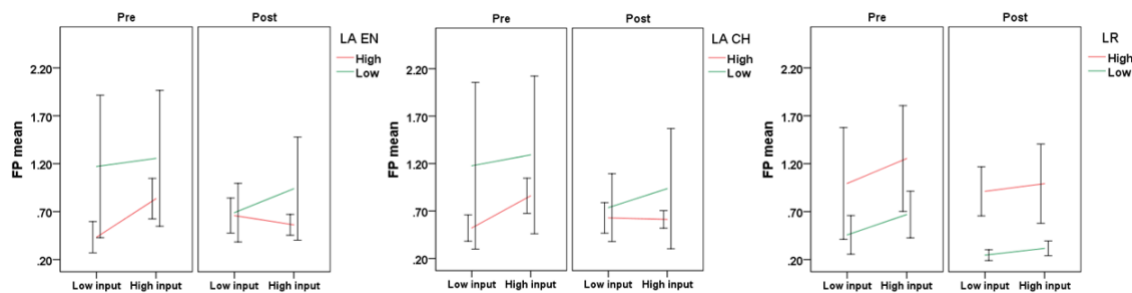 Pre Post
LA EN
High
Low
2.20
1.70
1.20
.70
.20
FP mean
Low input High input Low input High input
Pre Post
LA CH
High
Low
2.20
1.70
1.20
.70
.20
FP mean
Low input High input Low input High input
Pre Post
LR
High
Low
2.20
1.70
1.20
.70
.20
FP mean
Low input High input Low input High input